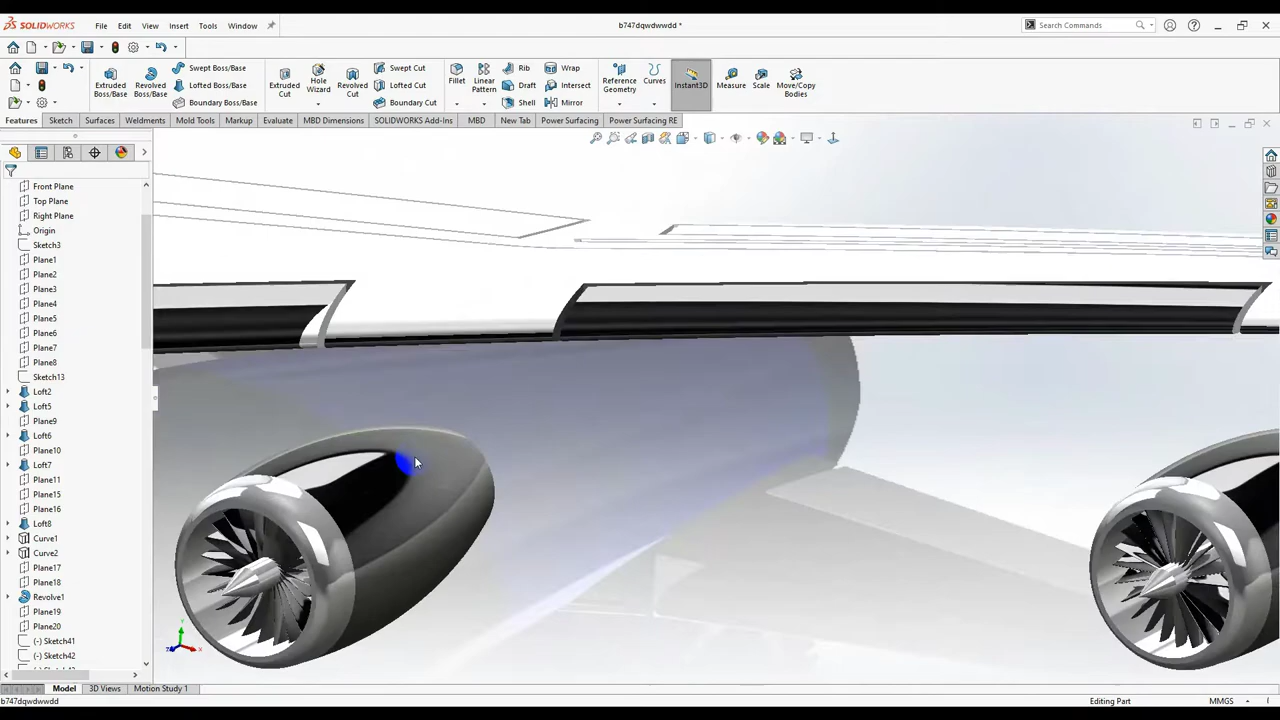 SOLIDWORKS
File
Edit
View
Insert
Tools
Window
b747dqwdwwdd *
Search Commands
Extruded Boss/Base
Revolved Boss/Base
Swept Boss/Base
Lofted Boss/Base
Boundary Boss/Base
Extruded Cut
Hole Wizard
Revolved Cut
Swept Cut
Lofted Cut
Boundary Cut
Fillet
Linear Pattern
Rib
Draft
Shell
Wrap
Intersect
Mirror
Reference Geometry
Curves
Instant3D
Measure
Scale
Move/Copy Bodies
Features
Sketch
Surfaces
Weldments
Mold Tools
Markup
Evaluate
MBD Dimensions
SOLIDWORKS Add-Ins
MBD
New Tab
Power Surfacing
Power Surfacing RE
Front Plane
Top Plane
Right Plane
Origin
Sketch3
Plane1
Plane2
Plane3
Plane4
Plane5
Plane6
Plane7
Plane8
Sketch13
Loft2
Loft5
Plane9
Loft6
Plane10
Loft7
Plane11
Plane15
Plane16
Loft8
Curve1
Curve2
Plane17
Plane18
Revolve1
Plane19
Plane20
(-) Sketch41
(-) Sketch42
Y
X
Z
Model
3D Views
Motion Study 1
b747dqwdwwdd
Editing Part
MMGS